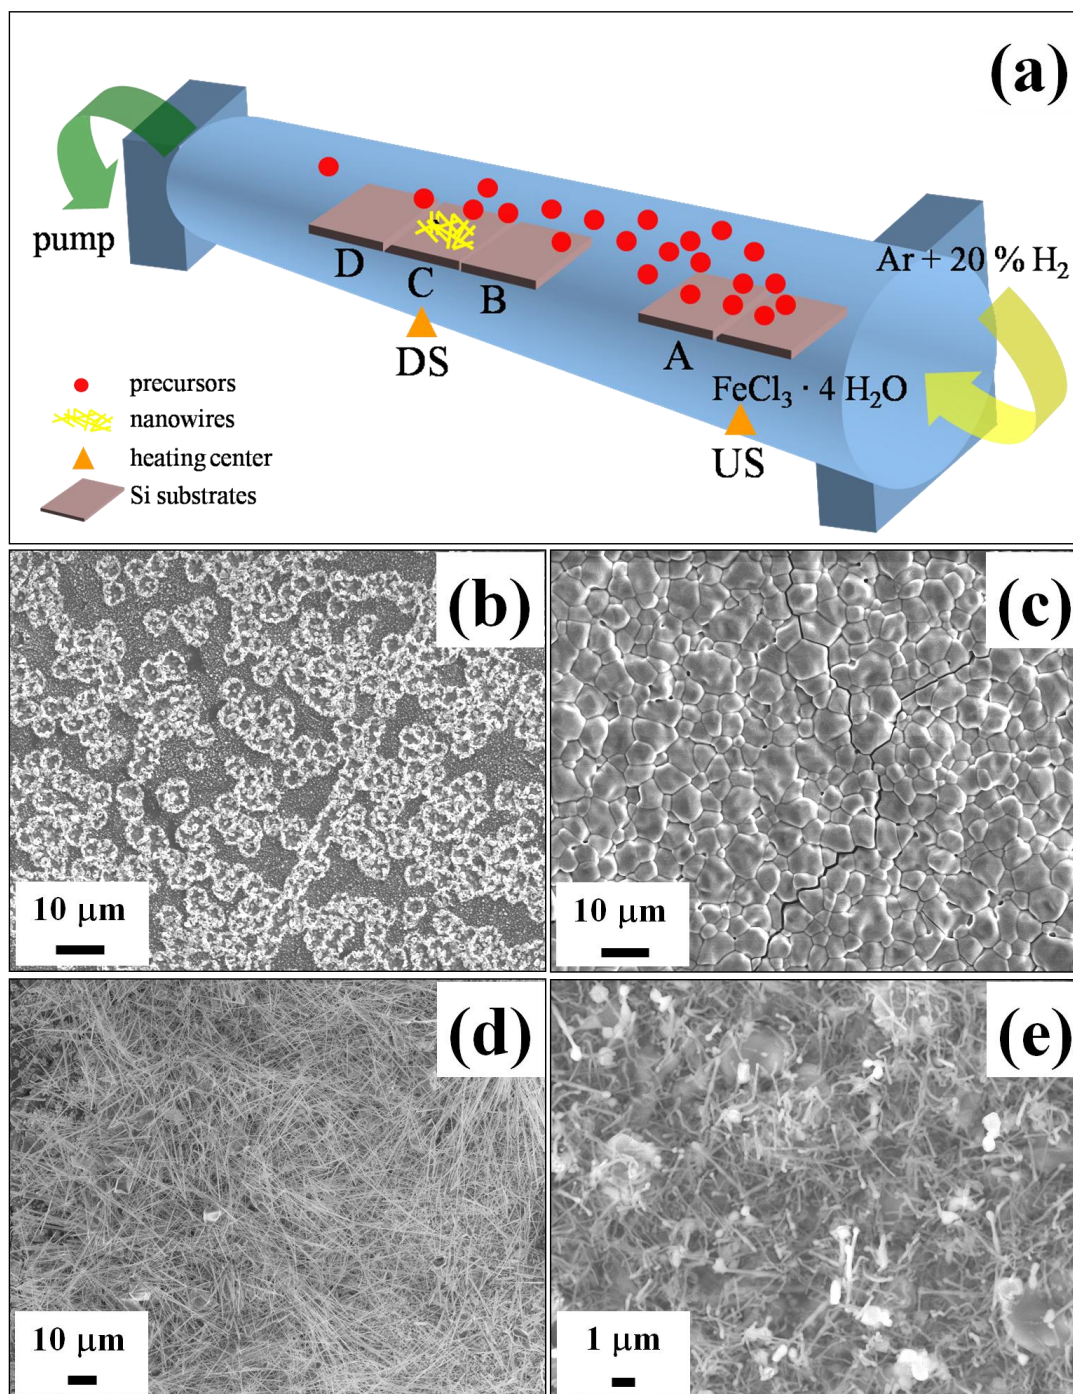 (a)
pump
Ar + 20 % H₂
D
C
B
A
DS
FeCl₃ · 4 H₂O
US
precursors
nanowires
heating center
Si substrates
(b)
10 μm
(c)
10 μm
(d)
10 μm
(e)
1 μm